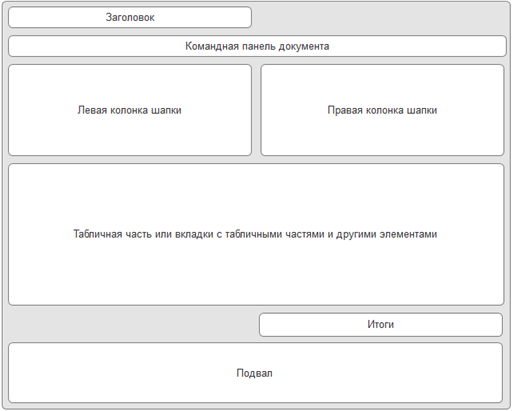 Заголовок
Командная панель документа
Левая колонка шапки
Правая колонка шапки
Табличная часть или вкладки с табличными частями и другими элементами
Итоги
Подвал